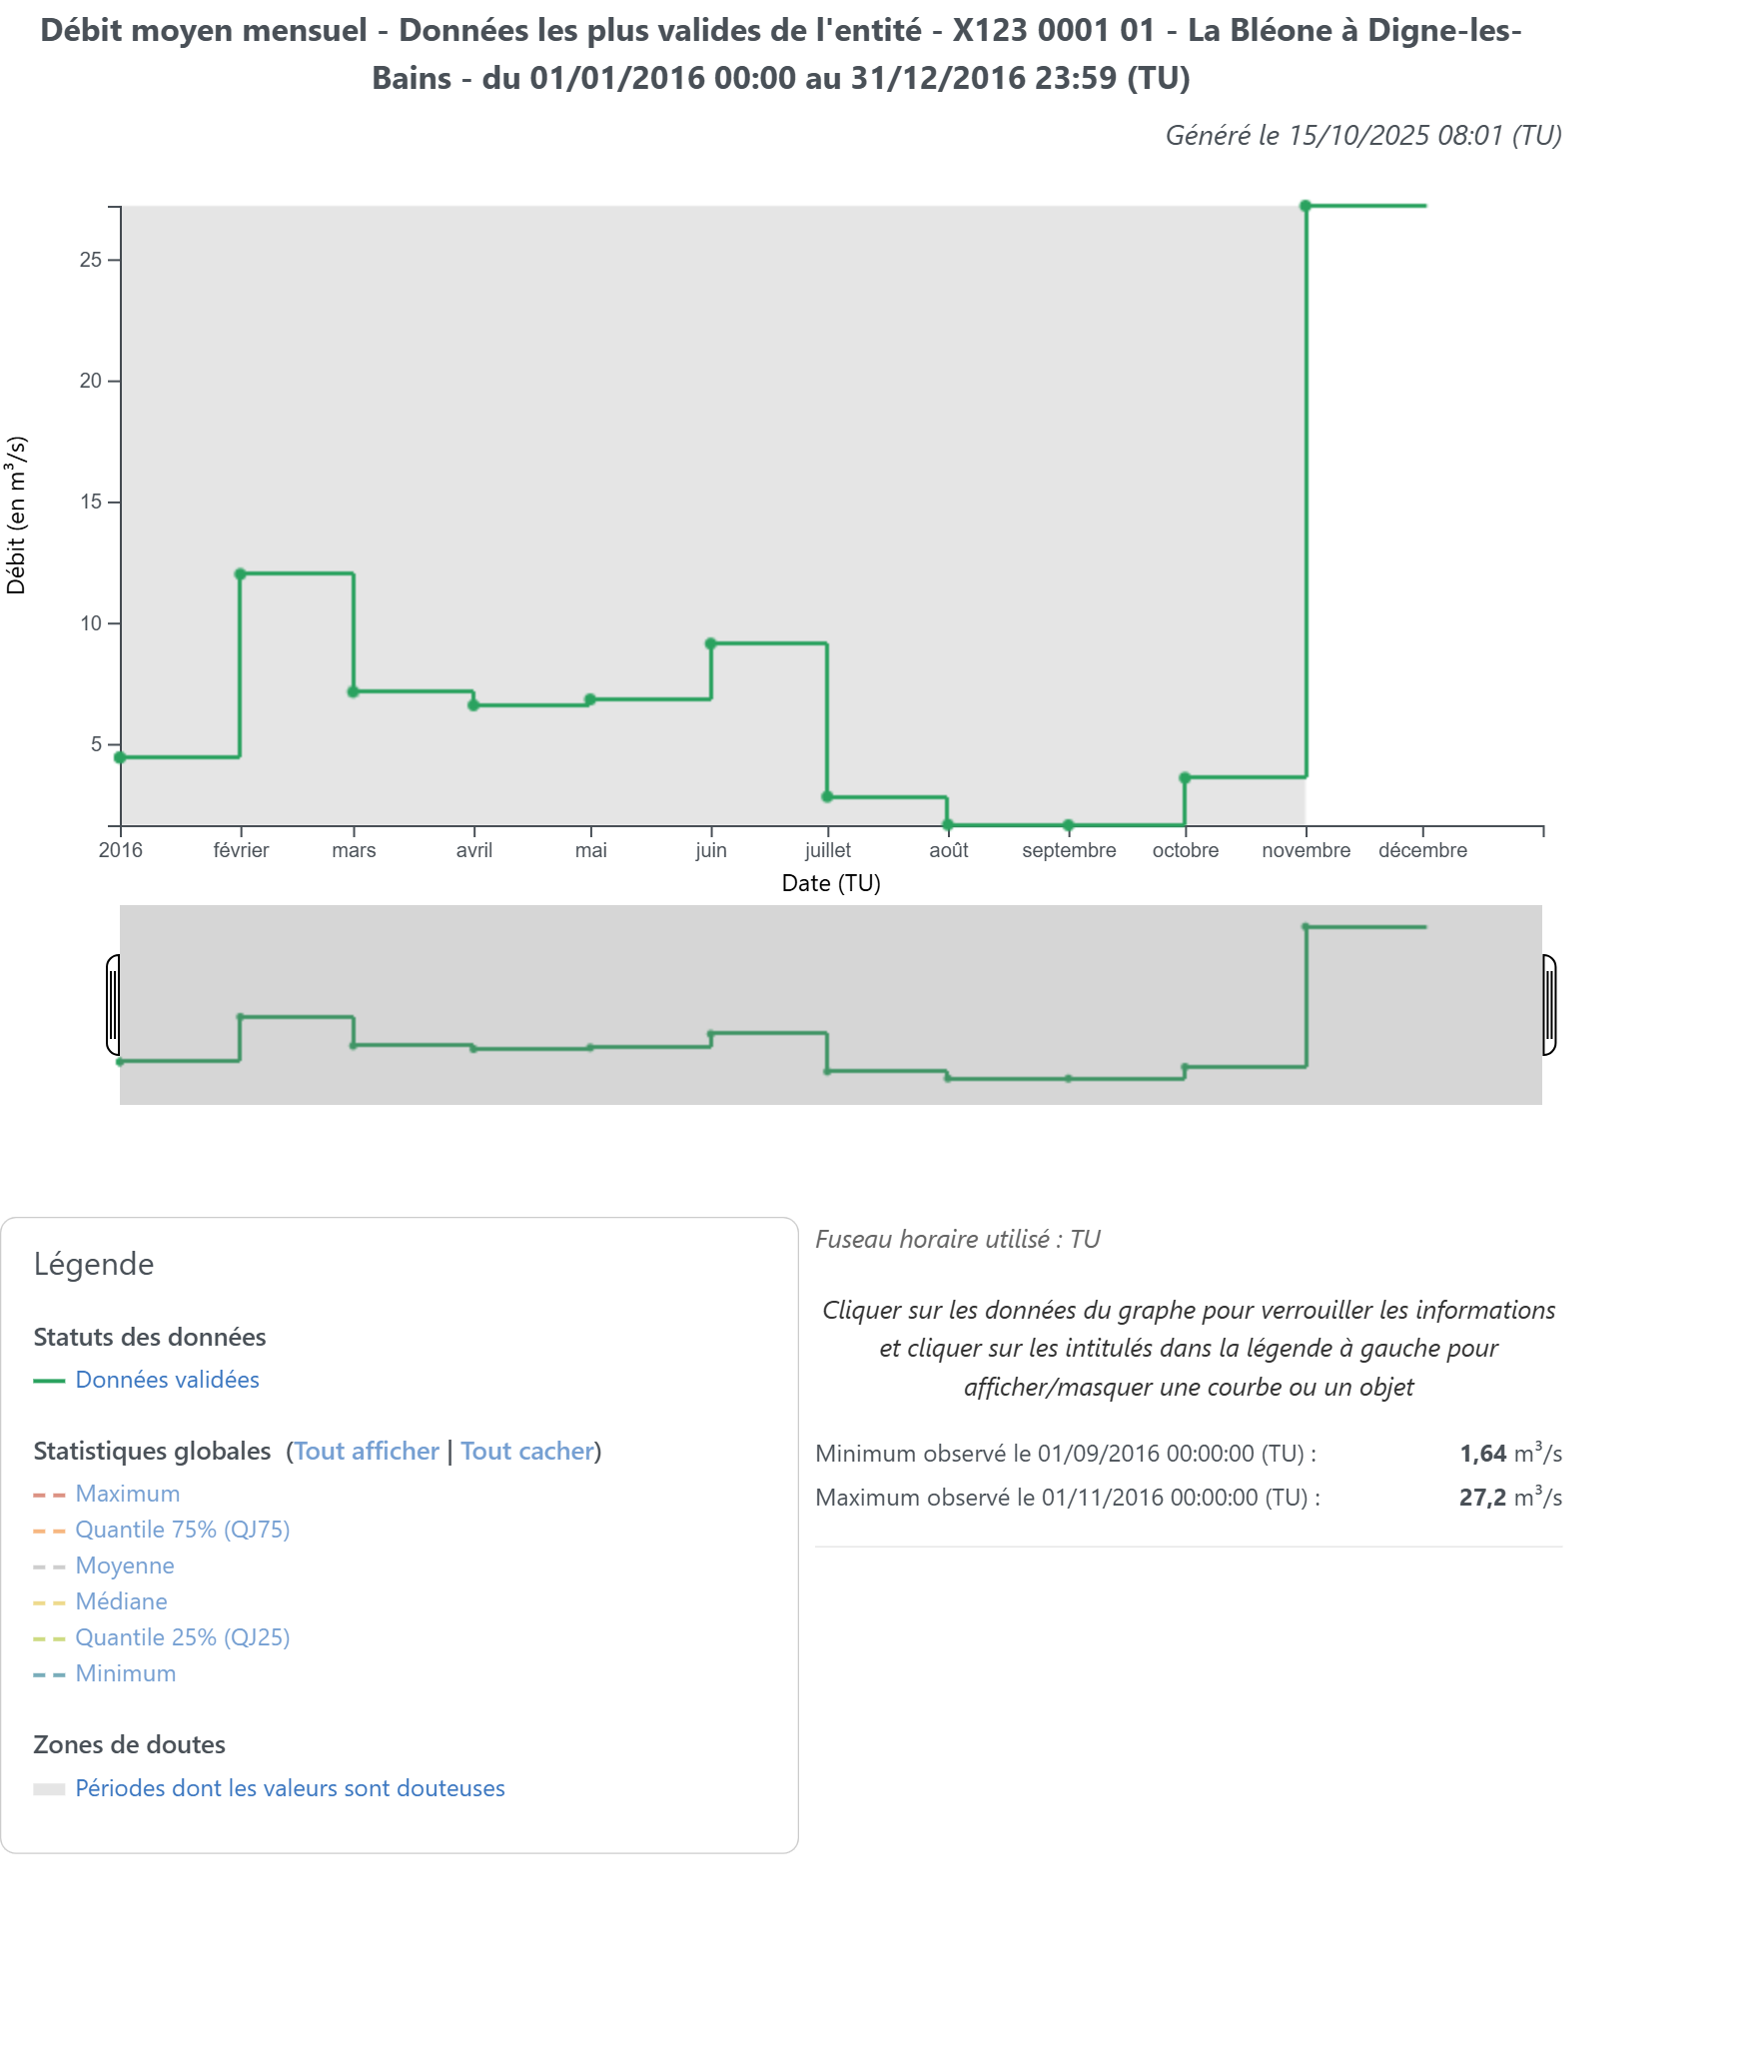 Débit moyen mensuel - Données les plus valides de l'entité - X123 0001 01 - La Bléone à Digne-les-
Bains - du 01/01/2016 00:00 au 31/12/2016 23:59 (TU)
Généré le 15/10/2025 08:01 (TU)
Débit (en m³/s)
25
20
15
10
5
2016 février mars avril mai juin juillet août septembre octobre novembre décembre
Date (TU)
Légende
Statuts des données
Données validées
Statistiques globales (Tout afficher | Tout cacher)
Maximum
Quantile 75% (QJ75)
Moyenne
Médiane
Quantile 25% (QJ25)
Minimum
Zones de doutes
Périodes dont les valeurs sont douteuses
Fuseau horaire utilisé : TU
Cliquer sur les données du graphe pour verrouiller les informations
et cliquer sur les intitulés dans la légende à gauche pour
afficher/masquer une courbe ou un objet
Minimum observé le 01/09/2016 00:00:00 (TU) : 1,64 m³/s
Maximum observé le 01/11/2016 00:00:00 (TU) : 27,2 m³/s